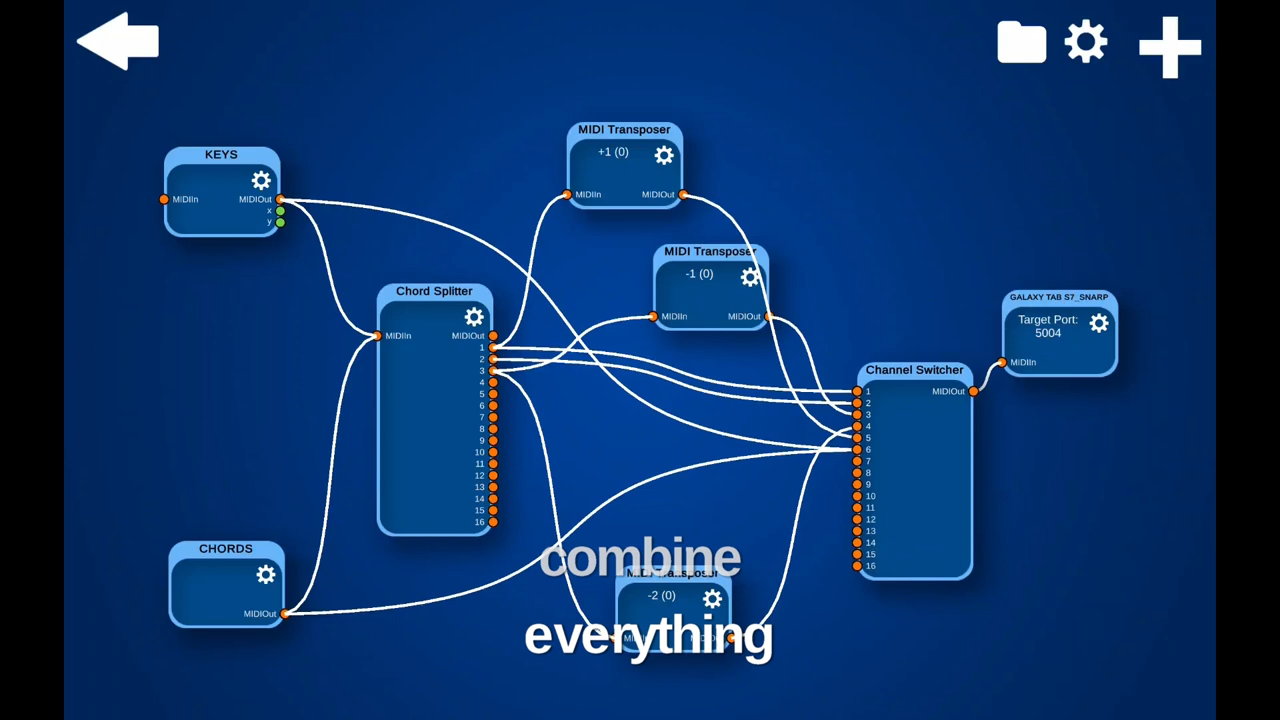 MIDI Transposer
+1 (0)
MIDIIn MIDIOut
KEYS
MIDIIn MIDIOut
x
y
MIDI Transposer
-1 (0)
MIDIIn MIDIOut
Chord Splitter
MIDIIn MIDIOut
1
2
3
4
5
6
7
8
9
10
11
12
13
14
15
16
GALAXY TAB S7_SNARP
Target Port:
5004
MIDIIn
Channel Switcher
1 MIDIOut
2
3
4
5
6
7
8
9
10
11
12
13
14
15
16
CHORDS
MIDIOut
combine
MIDI Transposer
-2 (0)
everything